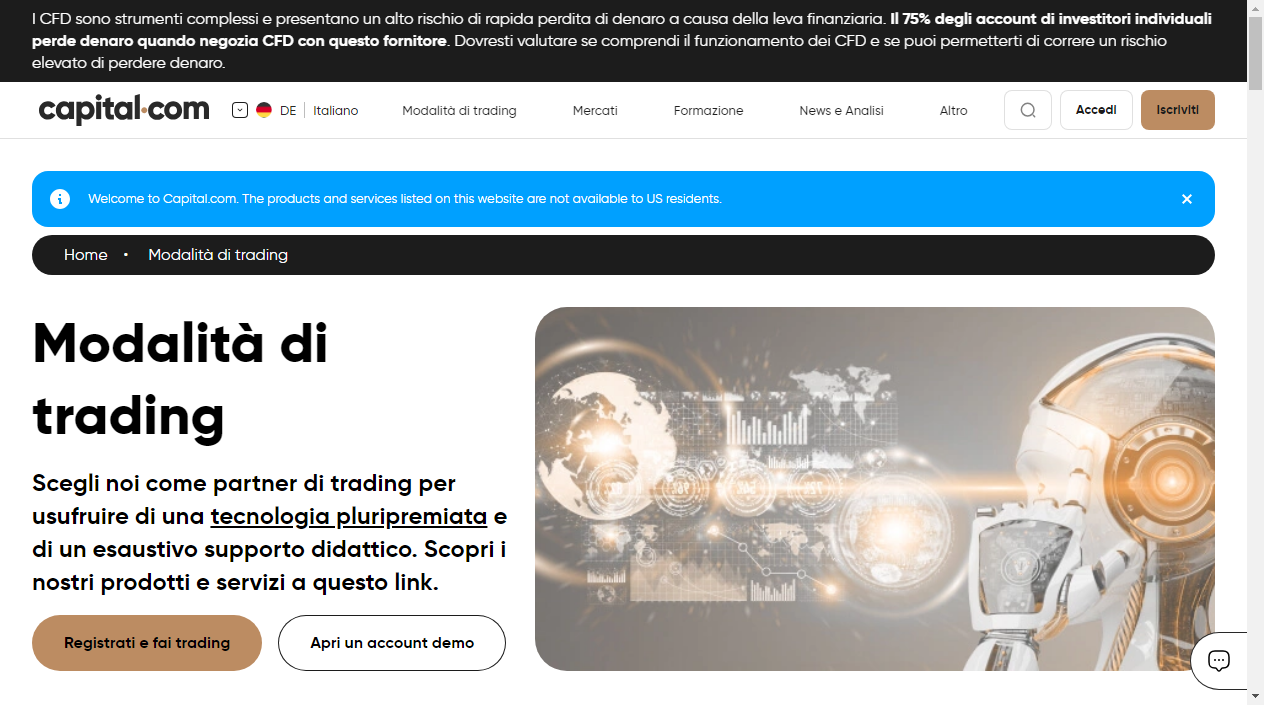 I CFD sono strumenti complessi e presentano un alto rischio di rapida perdita di denaro a causa della leva finanziaria. Il 75% degli account di investitori individuali
perde denaro quando negozia CFD con questo fornitore. Dovresti valutare se comprendi il funzionamento dei CFD e se puoi permetterti di correre un rischio
elevato di perdere denaro.
capital.com DE Italiano Modalità di trading Mercati Formazione News e Analisi Altro Accedi Iscriviti
Welcome to Capital.com. The products and services listed on this website are not available to US residents.
Home • Modalità di trading
Modalità di
trading
Scegli noi come partner di trading per
usufruire di una tecnologia pluripremiata e
di un esaustivo supporto didattico. Scopri i
nostri prodotti e servizi a questo link.
Registrati e fai trading Apri un account demo